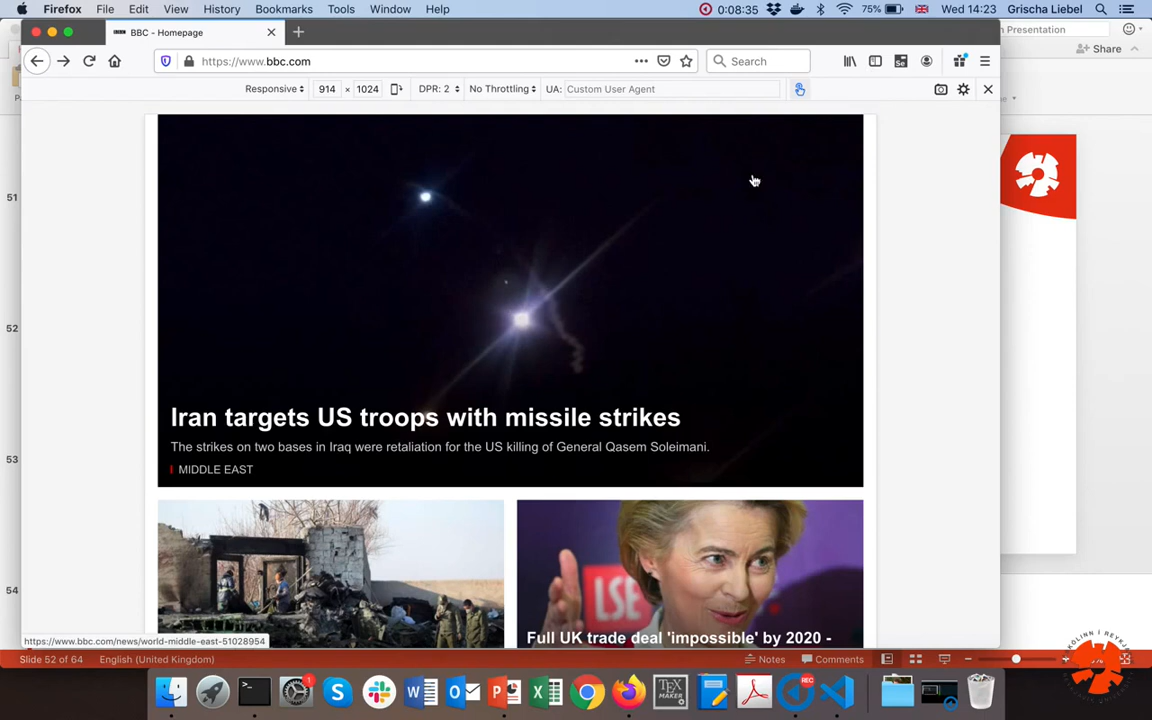 Firefox File Edit View History Bookmarks Tools Window Help 0:08:35 75% Wed 14:23 Grischa Liebel
BBC - Homepage
n Presentation
Share
https://www.bbc.com
Search
Responsive 914 × 1024 DPR: 2 No Throttling UA: Custom User Agent
51
52
53
54
Iran targets US troops with missile strikes
The strikes on two bases in Iraq were retaliation for the US killing of General Qasem Soleimani.
MIDDLE EAST
LSE
Full UK trade deal 'impossible' by 2020 -
https://www.bbc.com/news/world-middle-east-51028954
Slide 52 of 64 English (United Kingdom) Notes Comments